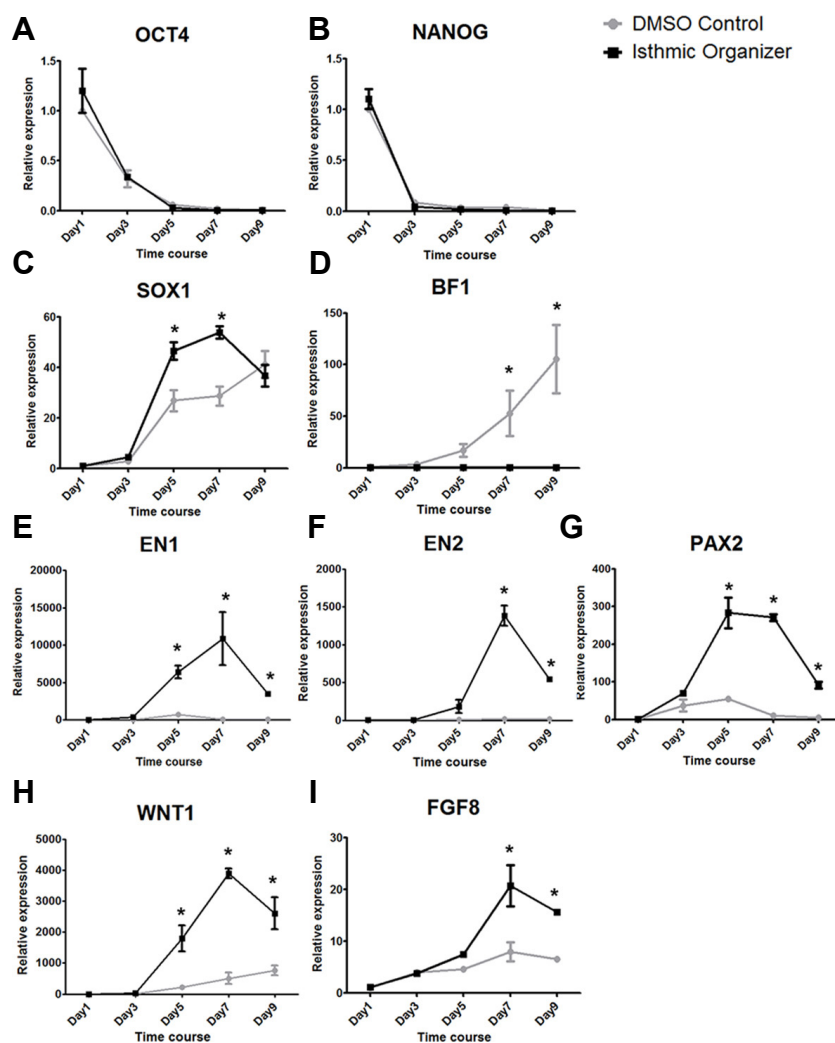 DMSO Control
Isthmic Organizer
A
OCT4
Relative expression
1.5
1.0
0.5
0.0
Day1
Day3
Day5
Day7
Day9
Time course
B
NANOG
Relative expression
1.5
1.0
0.5
0.0
Day1
Day3
Day5
Day7
Day9
Time course
C
SOX1
Relative expression
60
40
20
0
*
*
Day1
Day3
Day5
Day7
Day9
Time course
D
BF1
Relative expression
150
100
50
0
*
*
Day1
Day3
Day5
Day7
Day9
Time course
E
EN1
Relative expression
20000
15000
10000
5000
0
*
*
*
Day1
Day3
Day5
Day7
Day9
Time course
F
EN2
Relative expression
2000
1500
1000
500
0
*
*
Day1
Day3
Day5
Day7
Day9
Time course
G
PAX2
Relative expression
400
300
200
100
0
*
*
*
Day1
Day3
Day5
Day7
Day9
Time course
H
WNT1
Relative expression
5000
4000
3000
2000
1000
0
*
*
*
Day1
Day3
Day5
Day7
Day9
Time course
I
FGF8
Relative expression
30
20
10
0
*
*
Day1
Day3
Day5
Day7
Day9
Time course